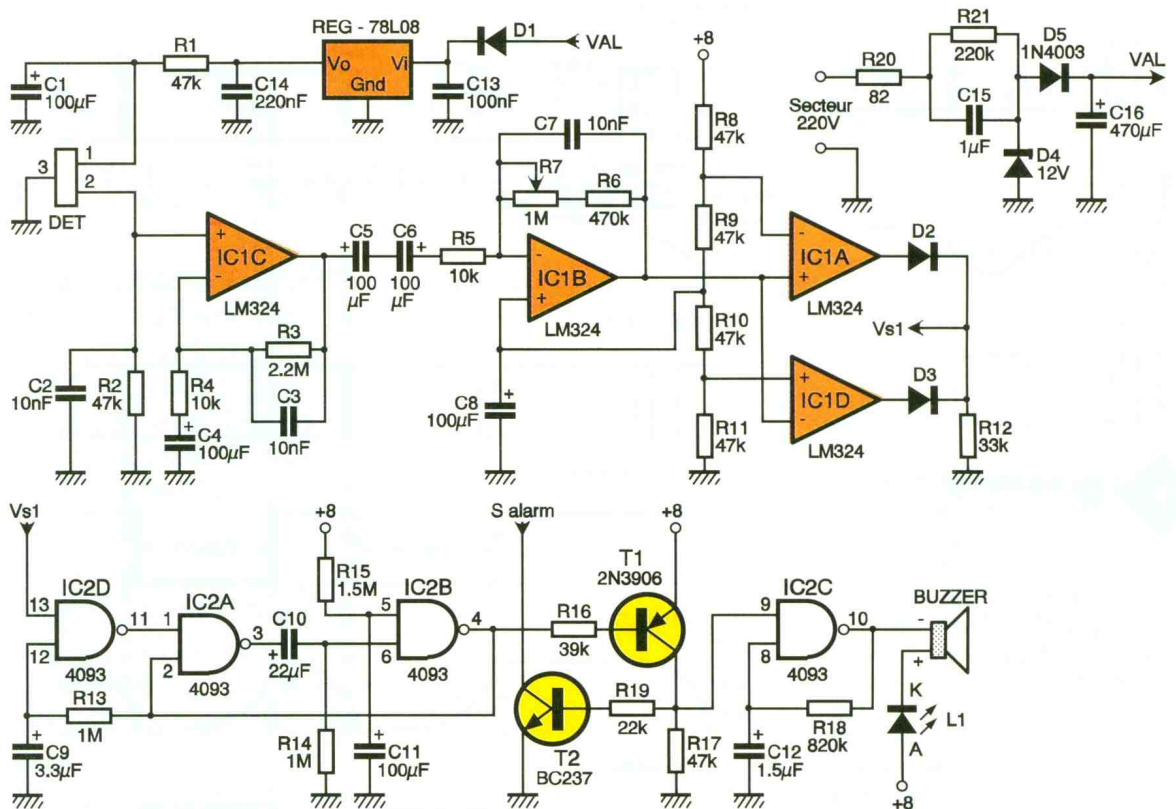 REG - 78L08
R1
47k
Vo
Vi
Gnd
D1
VAL
C1
100µF
+
C14
220nF
C13
100nF
3
1
2
DET
+
-
IC1C
LM324
C2
10nF
R2
47k
R4
10k
+
C4
100µF
R3
2.2M
C3
10nF
+
C5
100
µF
C6
+
100
µF
R5
10k
C7
10nF
R7
1M
R6
470k
-
+
IC1B
LM324
+
C8
100µF
+8
R8
47k
R9
47k
R10
47k
R11
47k
-
+
IC1A
LM324
D2
Vs1
+
-
IC1D
LM324
D3
R12
33k
Secteur
220V
R20
82
R21
220k
C15
1µF
D5
1N4003
VAL
D4
12V
+
C16
470µF
Vs1
IC2D
13
12
11
4093
R13
1M
+
C9
3.3µF
IC2A
1
2
3
4093
C10
+
22µF
+8
R15
1.5M
R14
1M
+
C11
100µF
IC2B
5
6
4
4093
S alarm
R16
39k
T1
2N3906
+8
T2
BC237
R19
22k
R17
47k
IC2C
9
8
10
4093
+
C12
1.5µF
R18
820k
BUZZER
-
+
K
L1
A
+8